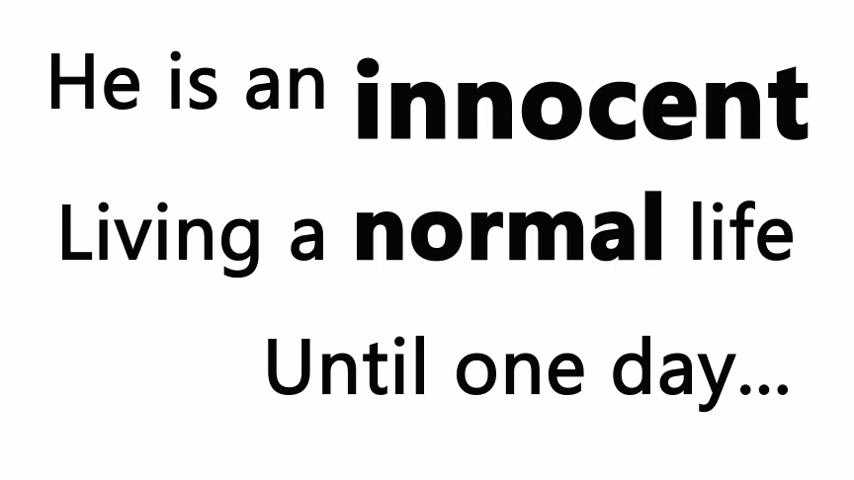 He is an innocent
Living a normal life
Until one day...